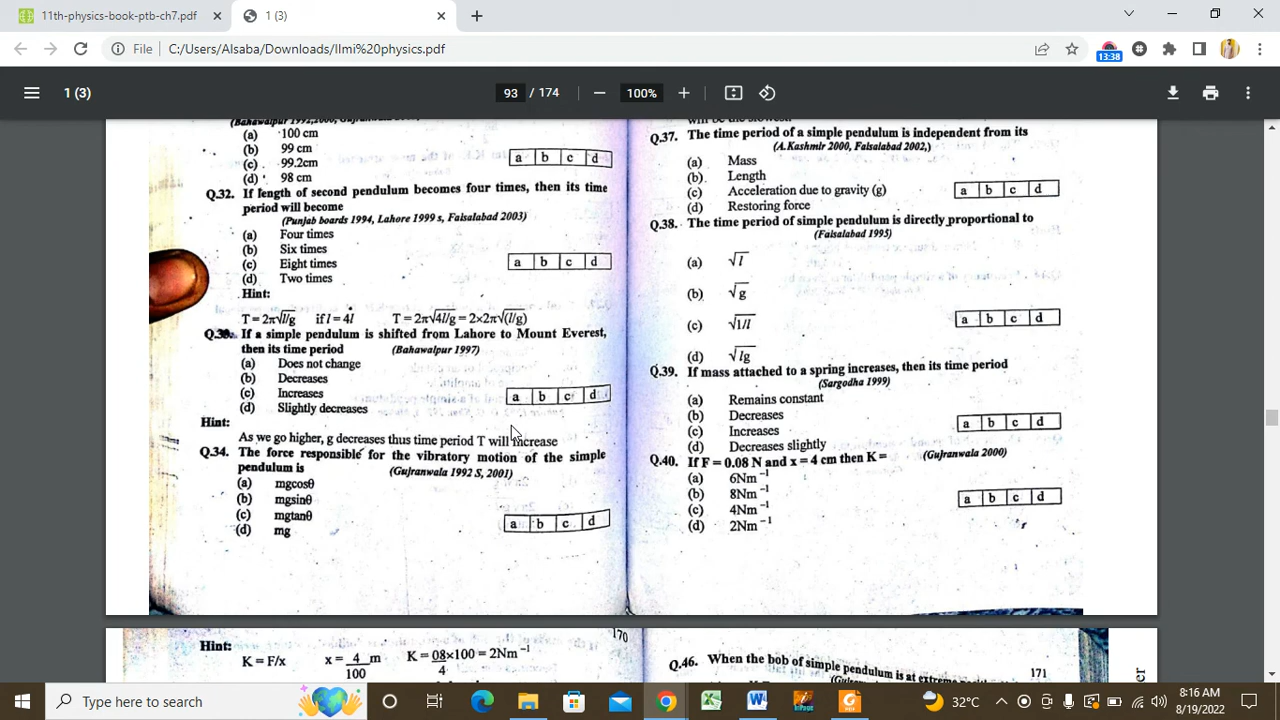 11th-physics-book-ptb-ch7.pdf
1 (3)
File
C:/Users/Alsaba/Downloads/Ilmi%20physics.pdf
13:38
1 (3)
93 / 174
100%
(a) 100 cm
(b) 99 cm
(c) 99.2cm
(d) 98 cm
a b c d
Q.32. If length of second pendulum becomes four times, then its time
period will become
(Punjab boards 1994, Lahore 1999 s, Faisalabad 2003)
(a) Four times
(b) Six times
(c) Eight times
(d) Two times
a b c d
Hint:
T = 2π√l/g if l = 4l T = 2π√4l/g = 2×2π√(l/g)
If a simple pendulum is shifted from Lahore to Mount Everest,
then its time period (Bahawalpur 1997)
(a) Does not change
(b) Decreases
(c) Increases
(d) Slightly decreases
a b c d
Hint:
As we go higher, g decreases thus time period T will increase
Q.34. The force responsible for the vibratory motion of the simple
pendulum is (Gujranwala 1992 S, 2001)
(a) mgcosθ
(b) mgsinθ
(c) mgtanθ
(d) mg
a b c d
will be the slowest.
Q.37. The time period of a simple pendulum is independent from its
(A.Kashmir 2000, Faisalabad 2002,)
(a) Mass
(b) Length
(c) Acceleration due to gravity (g)
(d) Restoring force
a b c d
Q.38. The time period of simple pendulum is directly proportional to
(Faisalabad 1995)
(a) √l
(b) √g
(c) √1/l
(d) √lg
a b c d
Q.39. If mass attached to a spring increases, then its time period
(Sargodha 1999)
(a) Remains constant
(b) Decreases
(c) Increases
(d) Decreases slightly
a b c d
Q.40. If F = 0.08 N and x = 4 cm then K = (Gujranwala 2000)
(a) 6Nm⁻¹
(b) 8Nm⁻¹
(c) 4Nm⁻¹
(d) 2Nm⁻¹
a b c d
170
Hint:
K = F/x x = 4/100 m K = 08×100/4 = 2Nm⁻¹
171
Q.46. When the bob of simple pendulum is at extreme
Type here to search
32°C
8:16 AM
8/19/2022